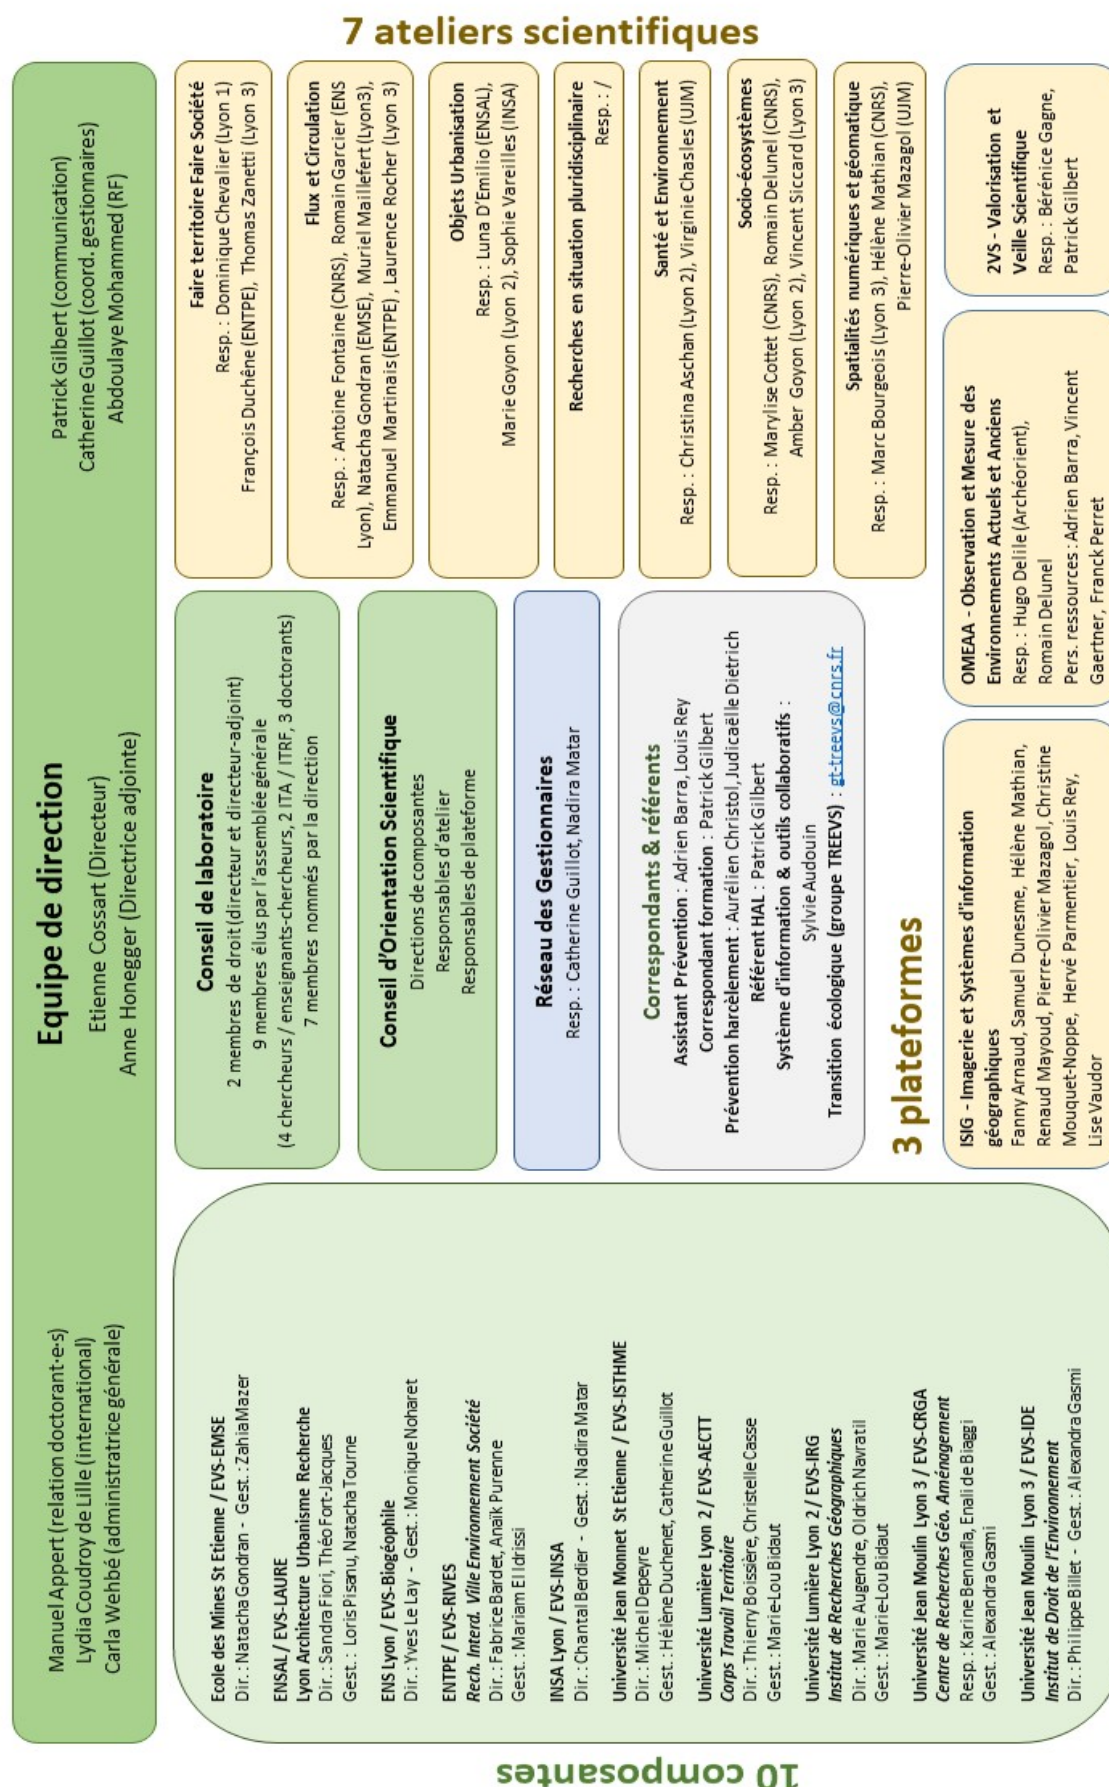 Equipe de direction
Manuel Appert (relation doctorant·e·s)
Lydia Coudroy de Lille (international)
Carla Wehbé (administratrice générale)
Etienne Cossart (Directeur)
Anne Honegger (Directrice adjointe)
Patrick Gilbert (communication)
Catherine Guillot (coord. gestionnaires)
Abdoulaye Mohammed (RF)
10 composantes
Ecole des Mines St Etienne / EVS-EMSE
Dir. : Natacha Gondran - Gest. : Zahia Mazer
ENSAL / EVS-LAURE
Lyon Architecture Urbanisme Recherche
Dir. : Sandra Fiori, Théo Fort-Jacques
Gest. : Loris Pisanu, Natacha Tourne
ENS Lyon / EVS-Biogéophile
Dir. : Yves Le Lay - Gest. : Monique Noharet
ENTPE / EVS-RIVES
Rech. Interd. Ville Environnement Société
Dir. : Fabrice Bardet, Anaïk Purenne
Gest. : Mariam El Idrissi
INSA Lyon / EVS-INSA
Dir. : Chantal Berdier - Gest. : Nadira Matar
Université Jean Monnet St Etienne / EVS-ISTHME
Dir. : Michel Depeyre
Gest. : Hélène Duchenet, Catherine Guillot
Université Lumière Lyon 2 / EVS-AECTT
Corps Travail Territoire
Dir. : Thierry Boissière, Christelle Casse
Gest. : Marie-Lou Bidaut
Université Lumière Lyon 2 / EVS-IRG
Institut de Recherches Géographiques
Dir. : Marie Augendre, Oldrich Navratil
Gest. : Marie-Lou Bidaut
Université Jean Moulin Lyon 3 / EVS-CRGA
Centre de Recherches Géo. Aménagement
Resp. : Karine Bennafla, Enali de Biaggi
Gest. : Alexandra Gasmi
Université Jean Moulin Lyon 3 / EVS-IDE
Institut de Droit de l'Environnement
Dir. : Philippe Billet - Gest. : Alexandra Gasmi
Conseil de laboratoire
2 membres de droit (directeur et directeur-adjoint)
9 membres élus par l'assemblée générale
(4 chercheurs / enseignants-chercheurs, 2 ITA / ITRF, 3 doctorants)
7 membres nommés par la direction
Conseil d'Orientation Scientifique
Directions de composantes
Responsables d'atelier
Responsables de plateforme
Réseau des Gestionnaires
Resp. : Catherine Guillot, Nadira Matar
Correspondants & référents
Assistant Prévention : Adrien Barra, Louis Rey
Correspondant formation : Patrick Gilbert
Prévention harcèlement : Aurélien Christol, Judicaëlle Dietrich
Référent HAL : Patrick Gilbert
Système d'information & outils collaboratifs :
Sylvie Audouin
Transition écologique (groupe TREEVS) : gt-treevs@cnrs.fr
7 ateliers scientifiques
Faire territoire Faire Société
Resp. : Dominique Chevalier (Lyon 1)
François Duchêne (ENTPE), Thomas Zanetti (Lyon 3)
Flux et Circulation
Resp. : Antoine Fontaine (CNRS), Romain Garcier (ENS
Lyon), Natacha Gondran (EMSE), Muriel Maillefert (Lyon3),
Emmanuel Martinais (ENTPE) , Laurence Rocher (Lyon 3)
Objets Urbanisation
Resp. : Luna D'Emilio (ENSAL),
Marie Goyon (Lyon 2), Sophie Vareilles (INSA)
Recherches en situation pluridisciplinaire
Resp. : /
Santé et Environnement
Resp. : Christina Aschan (Lyon 2), Virginie Chasles (UJM)
Socio-écosystèmes
Resp. : Marylise Cottet (CNRS), Romain Delunel (CNRS),
Amber Goyon (Lyon 2), Vincent Siccard (Lyon 3)
Spatialités numériques et géomatique
Resp. : Marc Bourgeois (Lyon 3), Hélène Mathian (CNRS),
Pierre-Olivier Mazagol (UJM)
3 plateformes
ISIG - Imagerie et Systèmes d'information
géographiques
Fanny Arnaud, Samuel Dunesme, Hélène Mathian,
Renaud Mayoud, Pierre-Olivier Mazagol, Christine
Mouquet-Noppe, Hervé Parmentier, Louis Rey,
Lise Vaudor
OMEAA - Observation et Mesure des
Environnements Actuels et Anciens
Resp. : Hugo Delile (Archéorient),
Romain Delunel
Pers. ressources : Adrien Barra, Vincent
Gaertner, Franck Perret
2VS - Valorisation et
Veille Scientifique
Resp. : Bérénice Gagne,
Patrick Gilbert